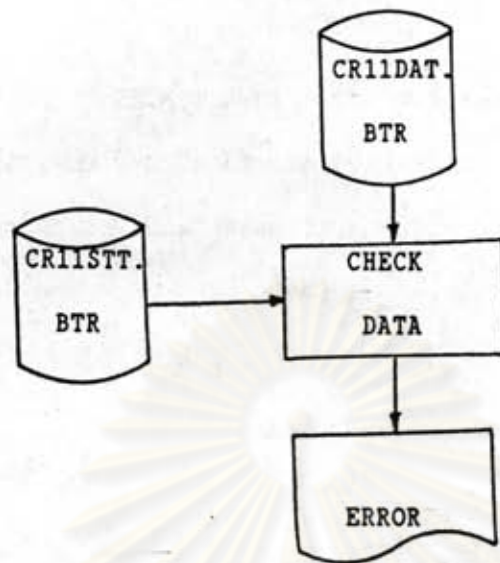 CR11DAT.
BTR
CR11STT.
BTR
CHECK
DATA
ERROR